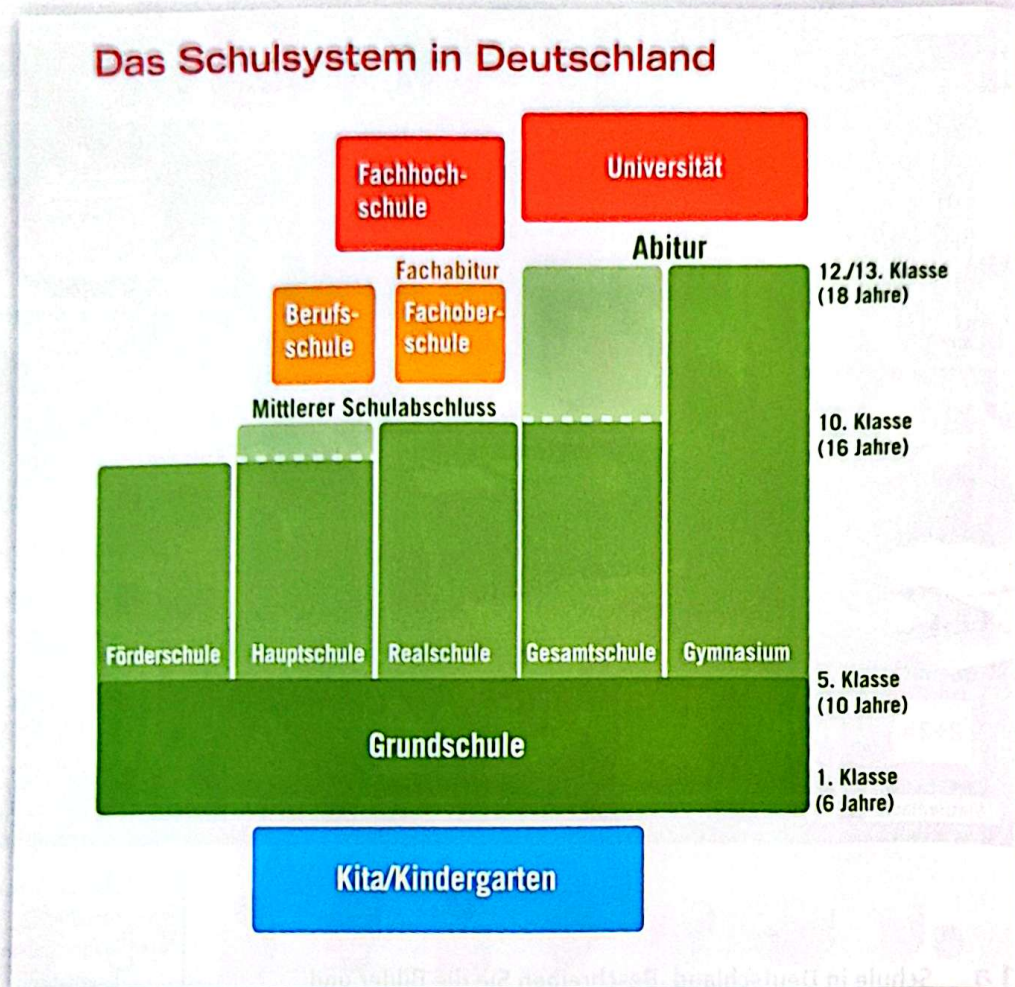 Das Schulsystem in Deutschland
Universität
Fachhoch-
schule
Abitur
Fachabitur
12./13. Klasse
(18 Jahre)
Berufs-
schule
Fachober-
schule
Mittlerer Schulabschluss
10. Klasse
(16 Jahre)
Förderschule
Hauptschule
Realschule
Gesamtschule
Gymnasium
5. Klasse
(10 Jahre)
Grundschule
1. Klasse
(6 Jahre)
Kita/Kindergarten